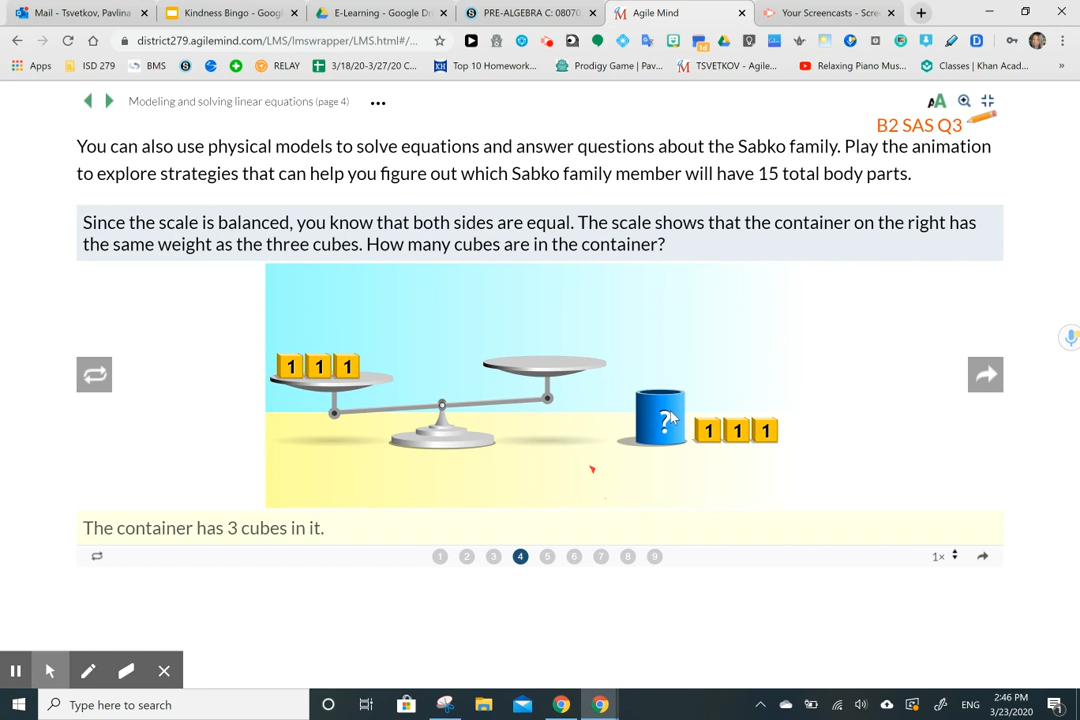 Mail - Tsvetkov, Pavlina
Kindness Bingo - Goog
E-Learning - Google Dr
PRE-ALGEBRA C: 0807
Agile Mind
Your Screencasts - Scre
district279.agilemind.com/LMS/lmswrapper/LMS.html#/...
Apps
ISD 279
BMS
RELAY
3/18/20-3/27/20 C...
KH
Top 10 Homework...
Prodigy Game | Pav...
TSVETKOV - Agile...
Relaxing Piano Mus...
Classes | Khan Acad...
»
Modeling and solving linear equations (page 4)
AA
B2 SAS Q3
You can also use physical models to solve equations and answer questions about the Sabko family. Play the animation
to explore strategies that can help you figure out which Sabko family member will have 15 total body parts.
Since the scale is balanced, you know that both sides are equal. The scale shows that the container on the right has
the same weight as the three cubes. How many cubes are in the container?
1 1 1
? 1 1 1
The container has 3 cubes in it.
1 2 3 4 5 6 7 8 9
1×
Type here to search
ENG
2:46 PM
3/23/2020